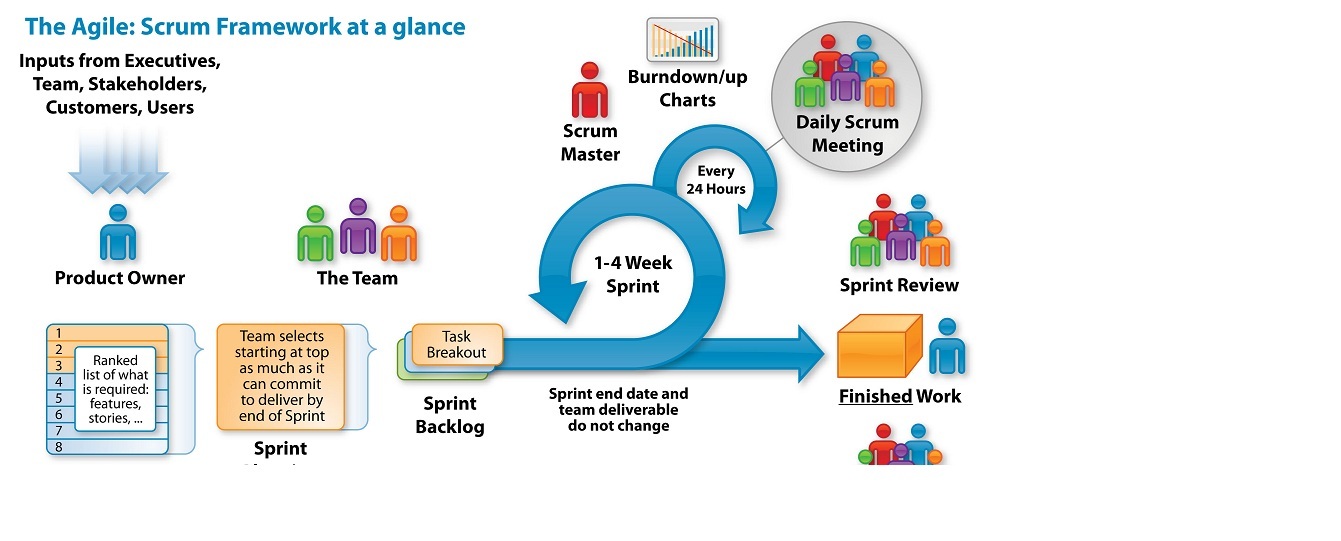 The Agile: Scrum Framework at a glance
Inputs from Executives,
Team, Stakeholders,
Customers, Users
Product Owner
The Team
Scrum
Master
Burndown/up
Charts
Daily Scrum
Meeting
Every
24 Hours
1-4 Week
Sprint
Sprint Review
1
2
3
4
5
6
7
8
Ranked
list of what
is required:
features,
stories, ...
Team selects
starting at top
as much as it
can commit
to deliver by
end of Sprint
Sprint
Task
Breakout
Sprint
Backlog
Sprint end date and
team deliverable
do not change
Finished Work